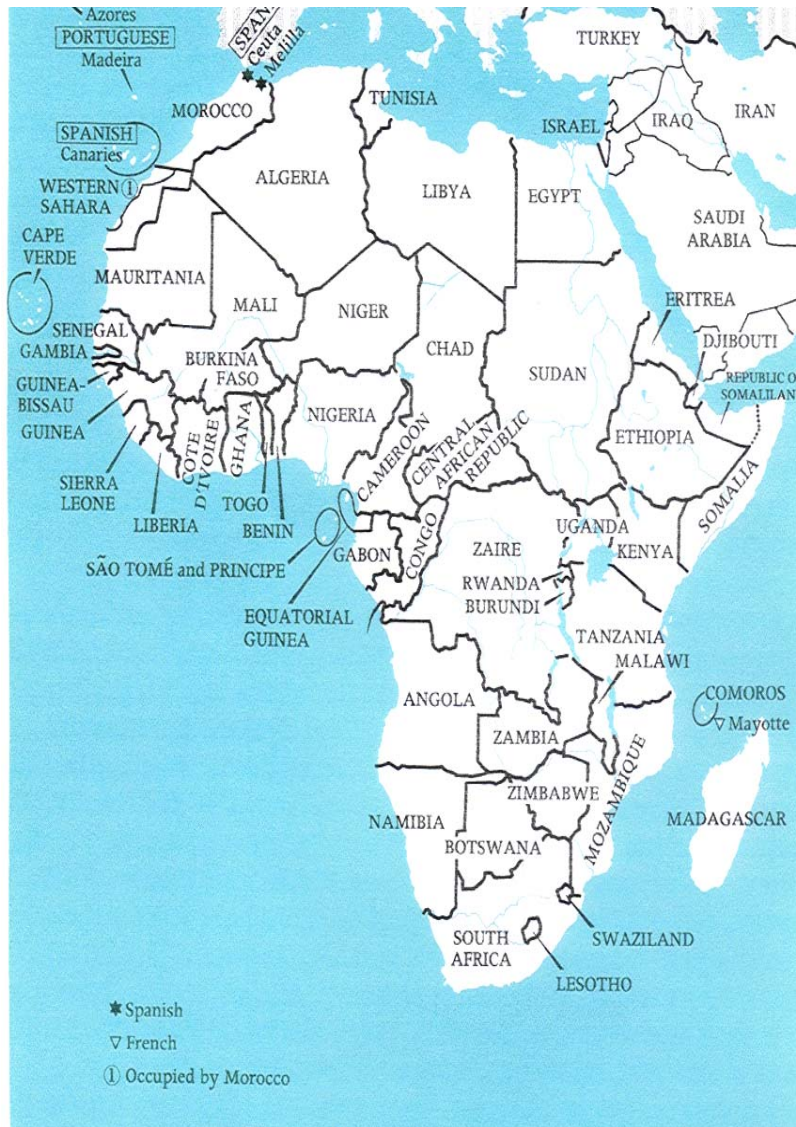 Azores
PORTUGUESE
Madeira
SPAN
Ceuta
Melilla
TURKEY
MOROCCO
TUNISIA
IRAQ
IRAN
SPANISH
Canaries
ISRAEL
WESTERN ①
SAHARA
ALGERIA
LIBYA
EGYPT
SAUDI
ARABIA
CAPE
VERDE
MAURITANIA
MALI
NIGER
CHAD
SUDAN
ERITREA
SENEGAL
GAMBIA
BURKINA
FASO
DJIBOUTI
REPUBLIC O
SOMALILAN
GUINEA-
BISSAU
GUINEA
NIGERIA
ETHIOPIA
SIERRA
LEONE
LIBERIA
COTE
D'IVOIRE
GHANA
TOGO
BENIN
CAMEROON
CENTRAL
AFRICAN
REPUBLIC
SOMALIA
UGANDA
KENYA
SÃO TOMÉ and PRINCIPE
GABON
CONGO
ZAIRE
RWANDA
BURUNDI
EQUATORIAL
GUINEA
TANZANIA
MALAWI
ANGOLA
ZAMBIA
COMOROS
▽ Mayotte
MOZAMBIQUE
ZIMBABWE
NAMIBIA
BOTSWANA
MADAGASCAR
SOUTH
AFRICA
SWAZILAND
LESOTHO
✶ Spanish
▽ French
① Occupied by Morocco